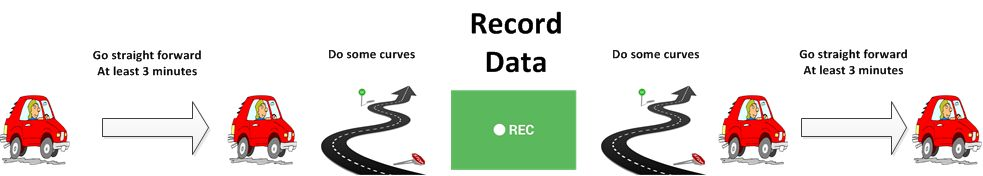 Go straight forward
At least 3 minutes
Do some curves
Record
Data
REC
Do some curves
Go straight forward
At least 3 minutes